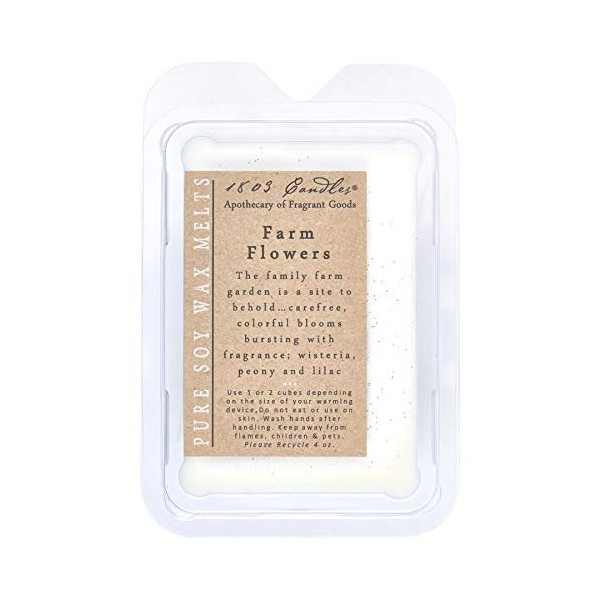 PURE SOY WAX MELTS
1803 Candles®
Apothecary of Fragrant Goods
Farm
Flowers
The family farm
garden is a site to
behold...carefree,
colorful blooms
bursting with
fragrance; wisteria,
peony and lilac
Use 1 or 2 cubes depending
on the size of your warming
device,Do not eat or use on
skin. Wash hands after
handling. Keep away from
flames, children & pets.
Please Recycle 4 oz.